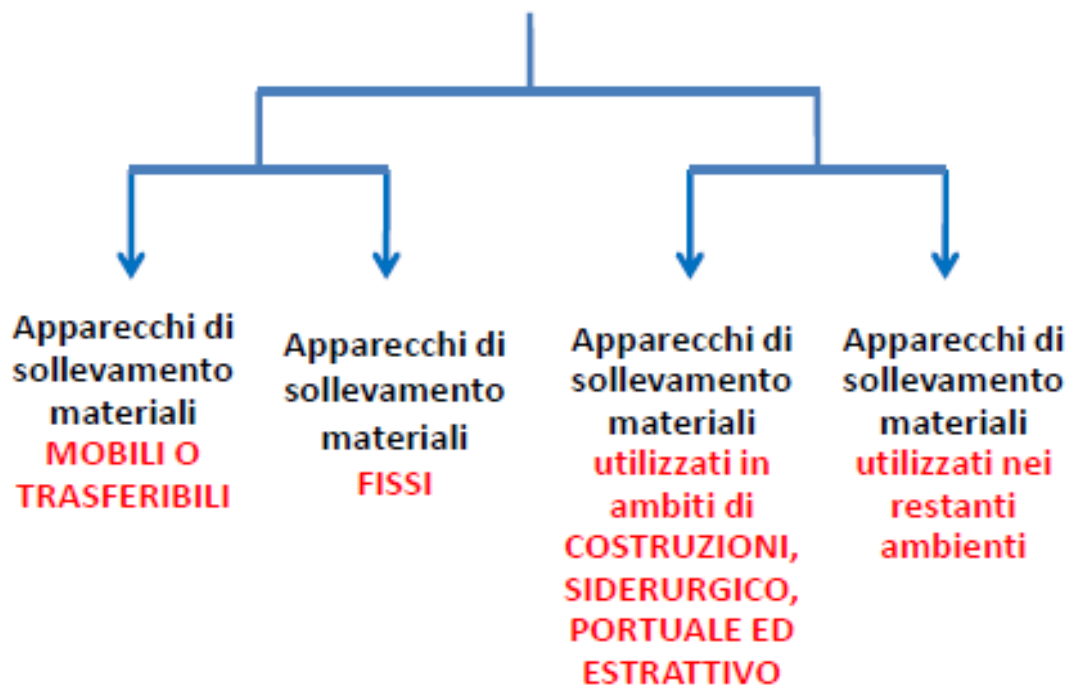 Apparecchi di
sollevamento
materiali
MOBILI O
TRASFERIBILI
Apparecchi di
sollevamento
materiali
FISSI
Apparecchi di
sollevamento
materiali
utilizzati in
ambiti di
COSTRUZIONI,
SIDERURGICO,
PORTUALE ED
ESTRATTIVO
Apparecchi di
sollevamento
materiali
utilizzati nei
restanti
ambienti